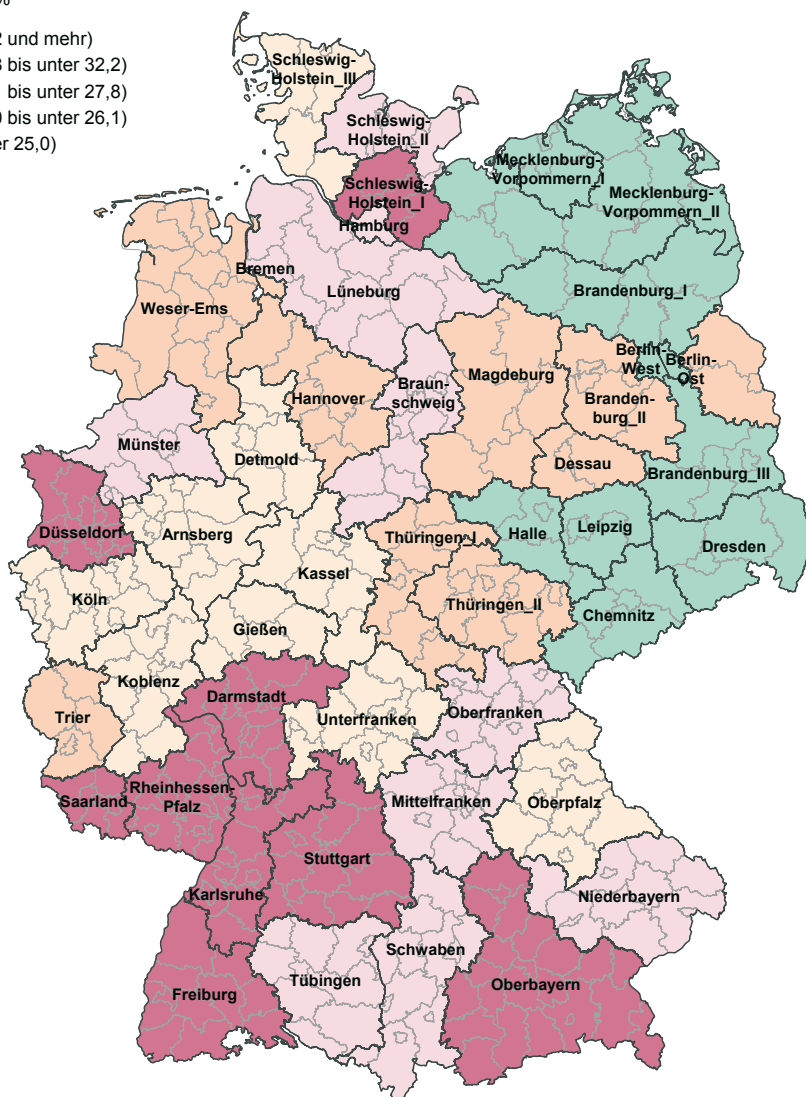 %
2 und mehr)
3 bis unter 32,2)
bis unter 27,8)
0 bis unter 26,1)
er 25,0)
Schleswig-
Holstein_III
Schleswig-
Holstein_II
Schleswig-
Holstein_I
Hamburg
Mecklenburg-
Vorpommern_I
Mecklenburg-
Vorpommern_II
Bremen
Lüneburg
Brandenburg_I
Weser-Ems
Hannover
Braun-
schweig
Magdeburg
Berlin-
West
Berlin-
Ost
Branden-
burg_II
Münster
Detmold
Dessau
Brandenburg_III
Düsseldorf
Arnsberg
Kassel
Thüringen_I
Halle
Leipzig
Dresden
Köln
Gießen
Thüringen_II
Chemnitz
Koblenz
Darmstadt
Trier
Unterfranken
Oberfranken
Saarland
Rheinhessen-
Pfalz
Mittelfranken
Oberpfalz
Stuttgart
Karlsruhe
Niederbayern
Schwaben
Tübingen
Freiburg
Oberbayern